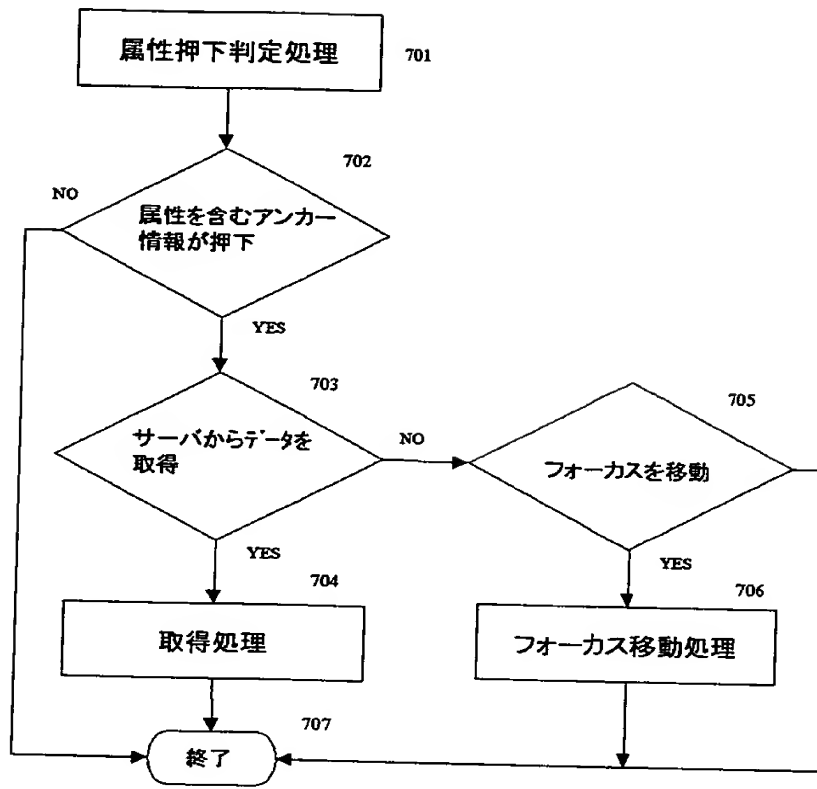 属性押下判定処理
701
702
NO
属性を含むアンカー
情報が押下
YES
703
705
サーバからデータを
取得
NO
フォーカスを移動
YES
YES
704
706
取得処理
フォーカス移動処理
707
終了